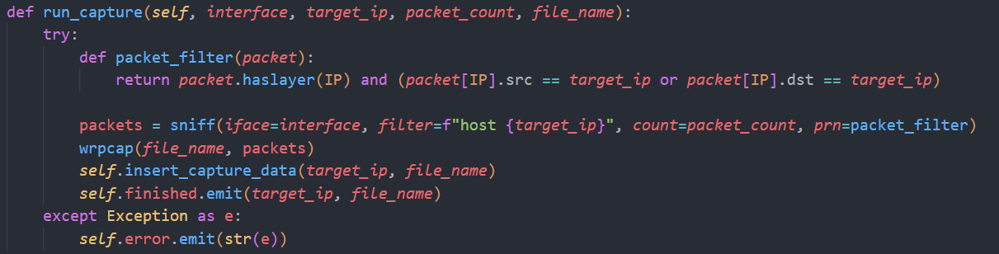 def run_capture(self, interface, target_ip, packet_count, file_name):
    try:
        def packet_filter(packet):
            return packet.haslayer(IP) and (packet[IP].src == target_ip or packet[IP].dst == target_ip)

        packets = sniff(iface=interface, filter=f"host {target_ip}", count=packet_count, prn=packet_filter)
        wrpcap(file_name, packets)
        self.insert_capture_data(target_ip, file_name)
        self.finished.emit(target_ip, file_name)
    except Exception as e:
        self.error.emit(str(e))